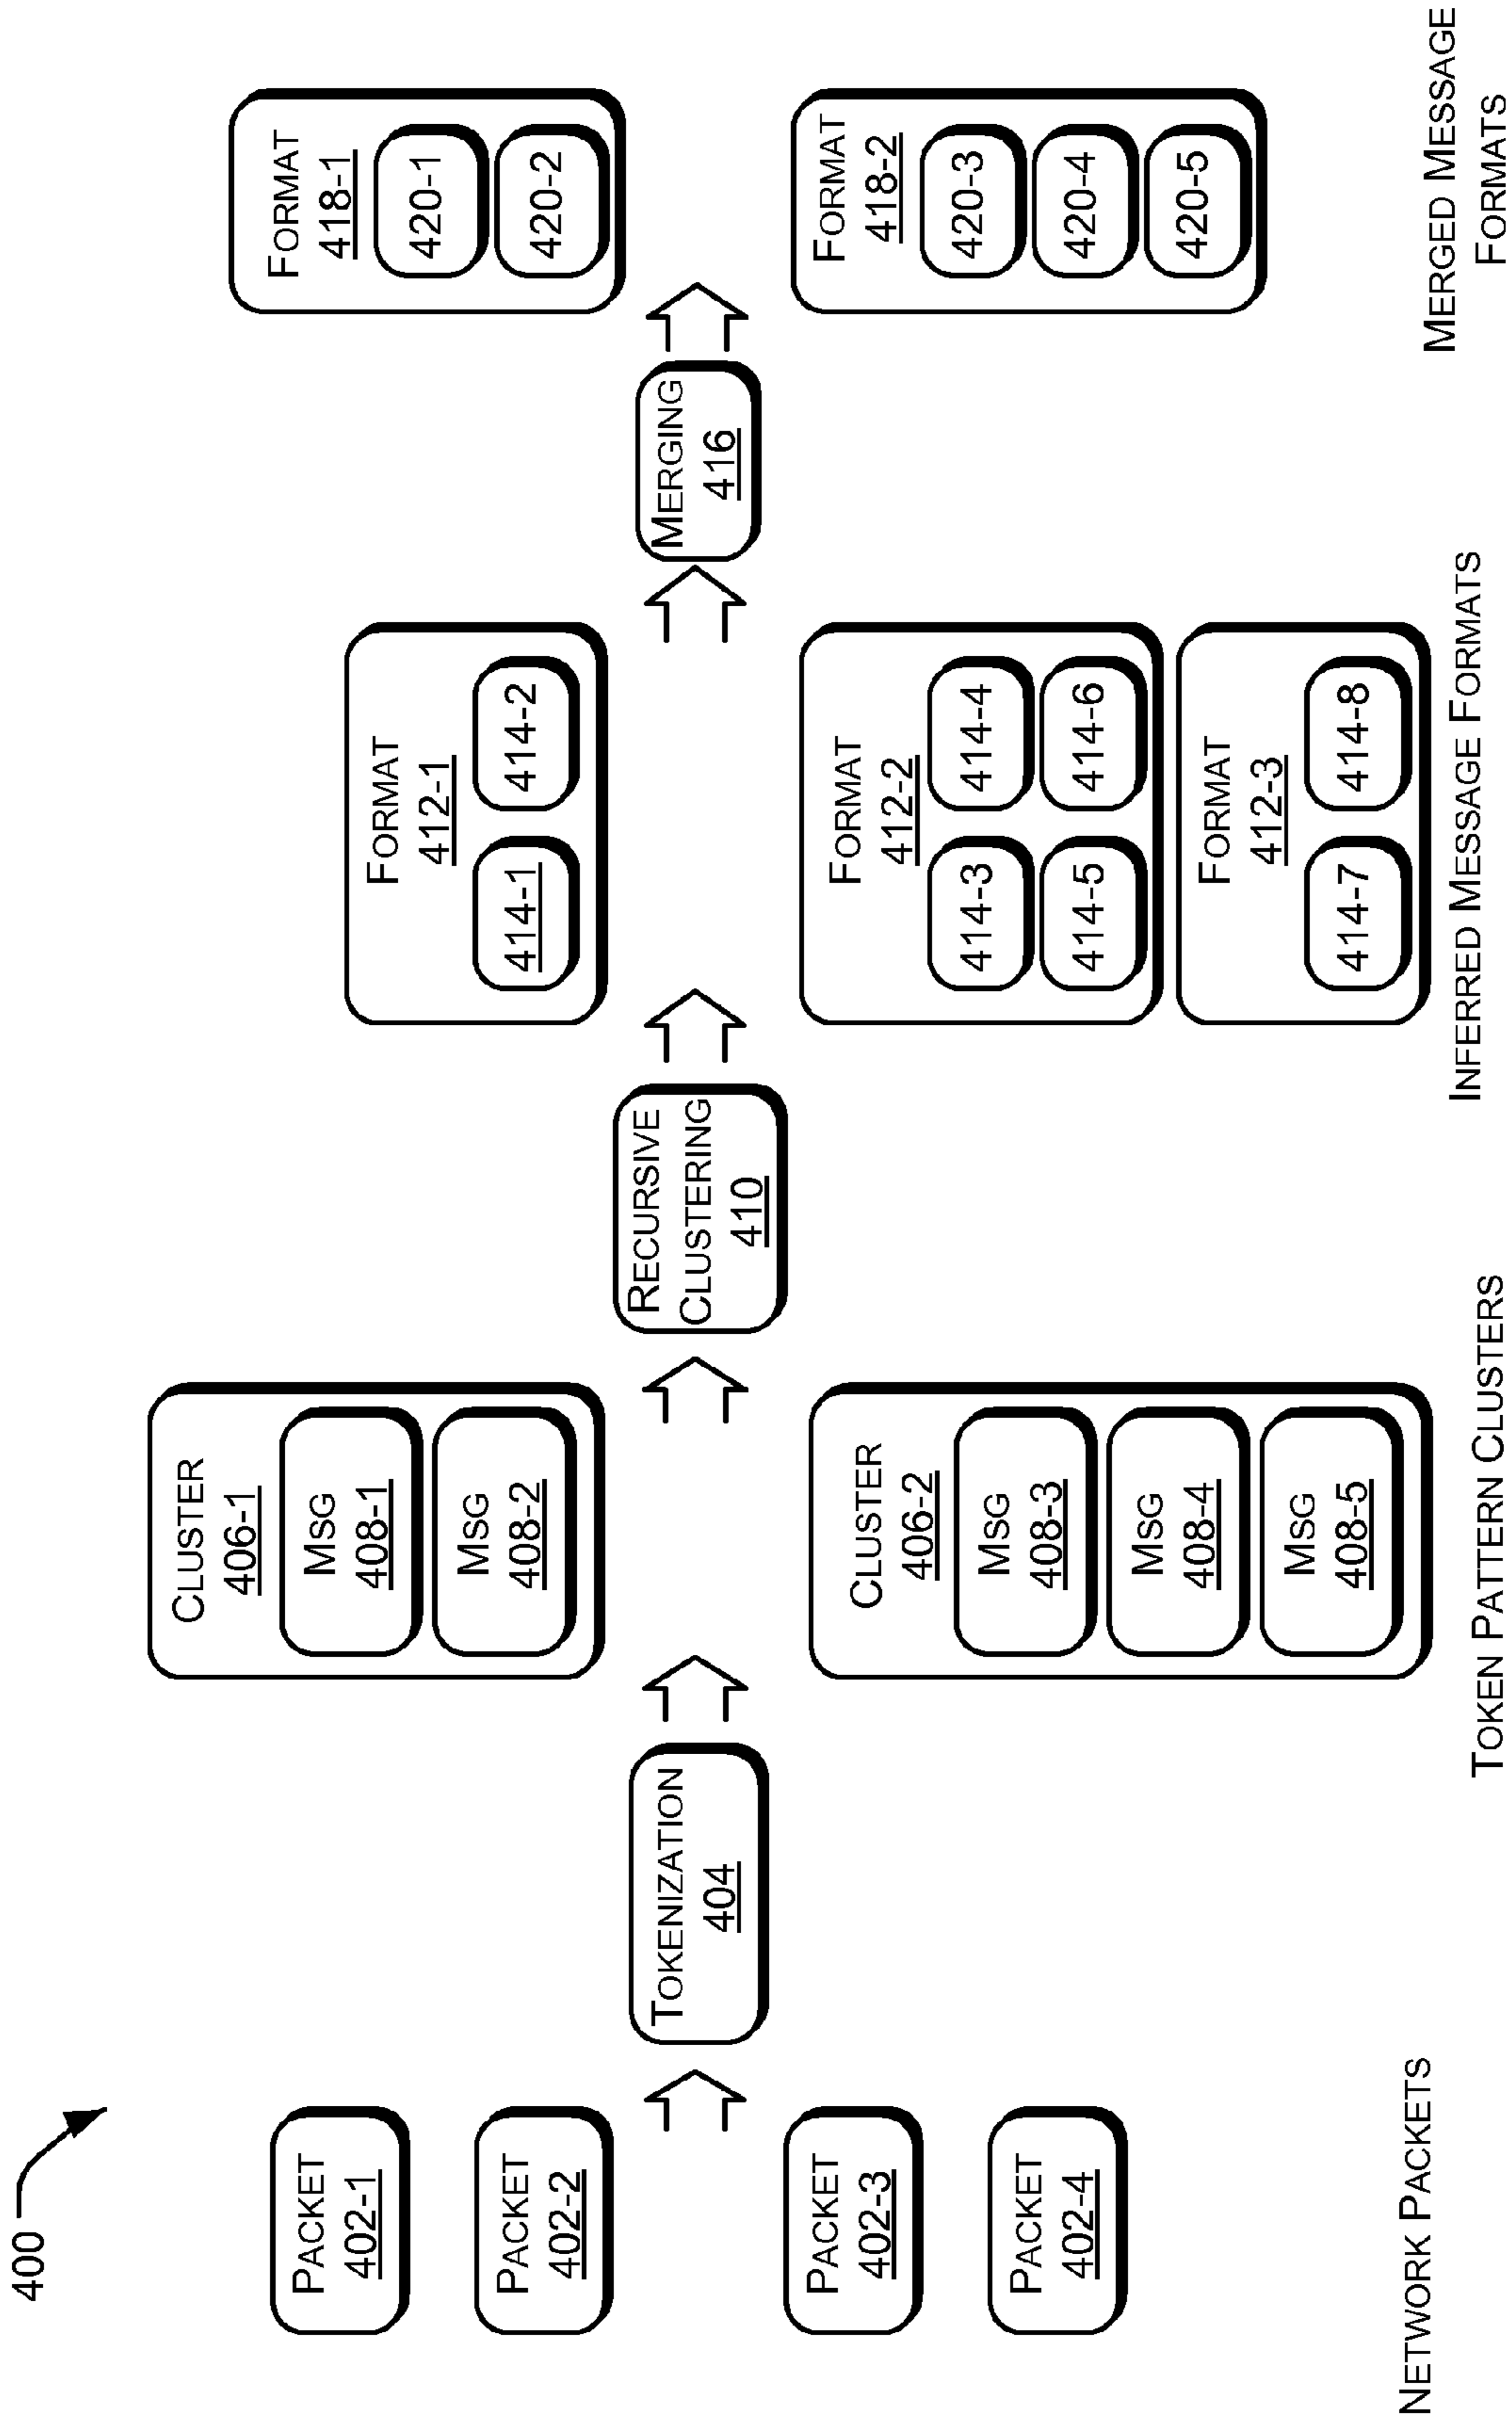 400
PACKET
402-1
PACKET
402-2
PACKET
402-3
PACKET
402-4
NETWORK PACKETS
TOKENIZATION
404
CLUSTER
406-1
MSG
408-1
MSG
408-2
CLUSTER
406-2
MSG
408-3
MSG
408-4
MSG
408-5
TOKEN PATTERN CLUSTERS
RECURSIVE
CLUSTERING
410
FORMAT
412-1
414-1
414-2
FORMAT
412-2
414-3
414-4
414-5
414-6
FORMAT
412-3
414-7
414-8
INFERRED MESSAGE FORMATS
MERGING
416
FORMAT
418-1
420-1
420-2
FORMAT
418-2
420-3
420-4
420-5
MERGED MESSAGE
FORMATS